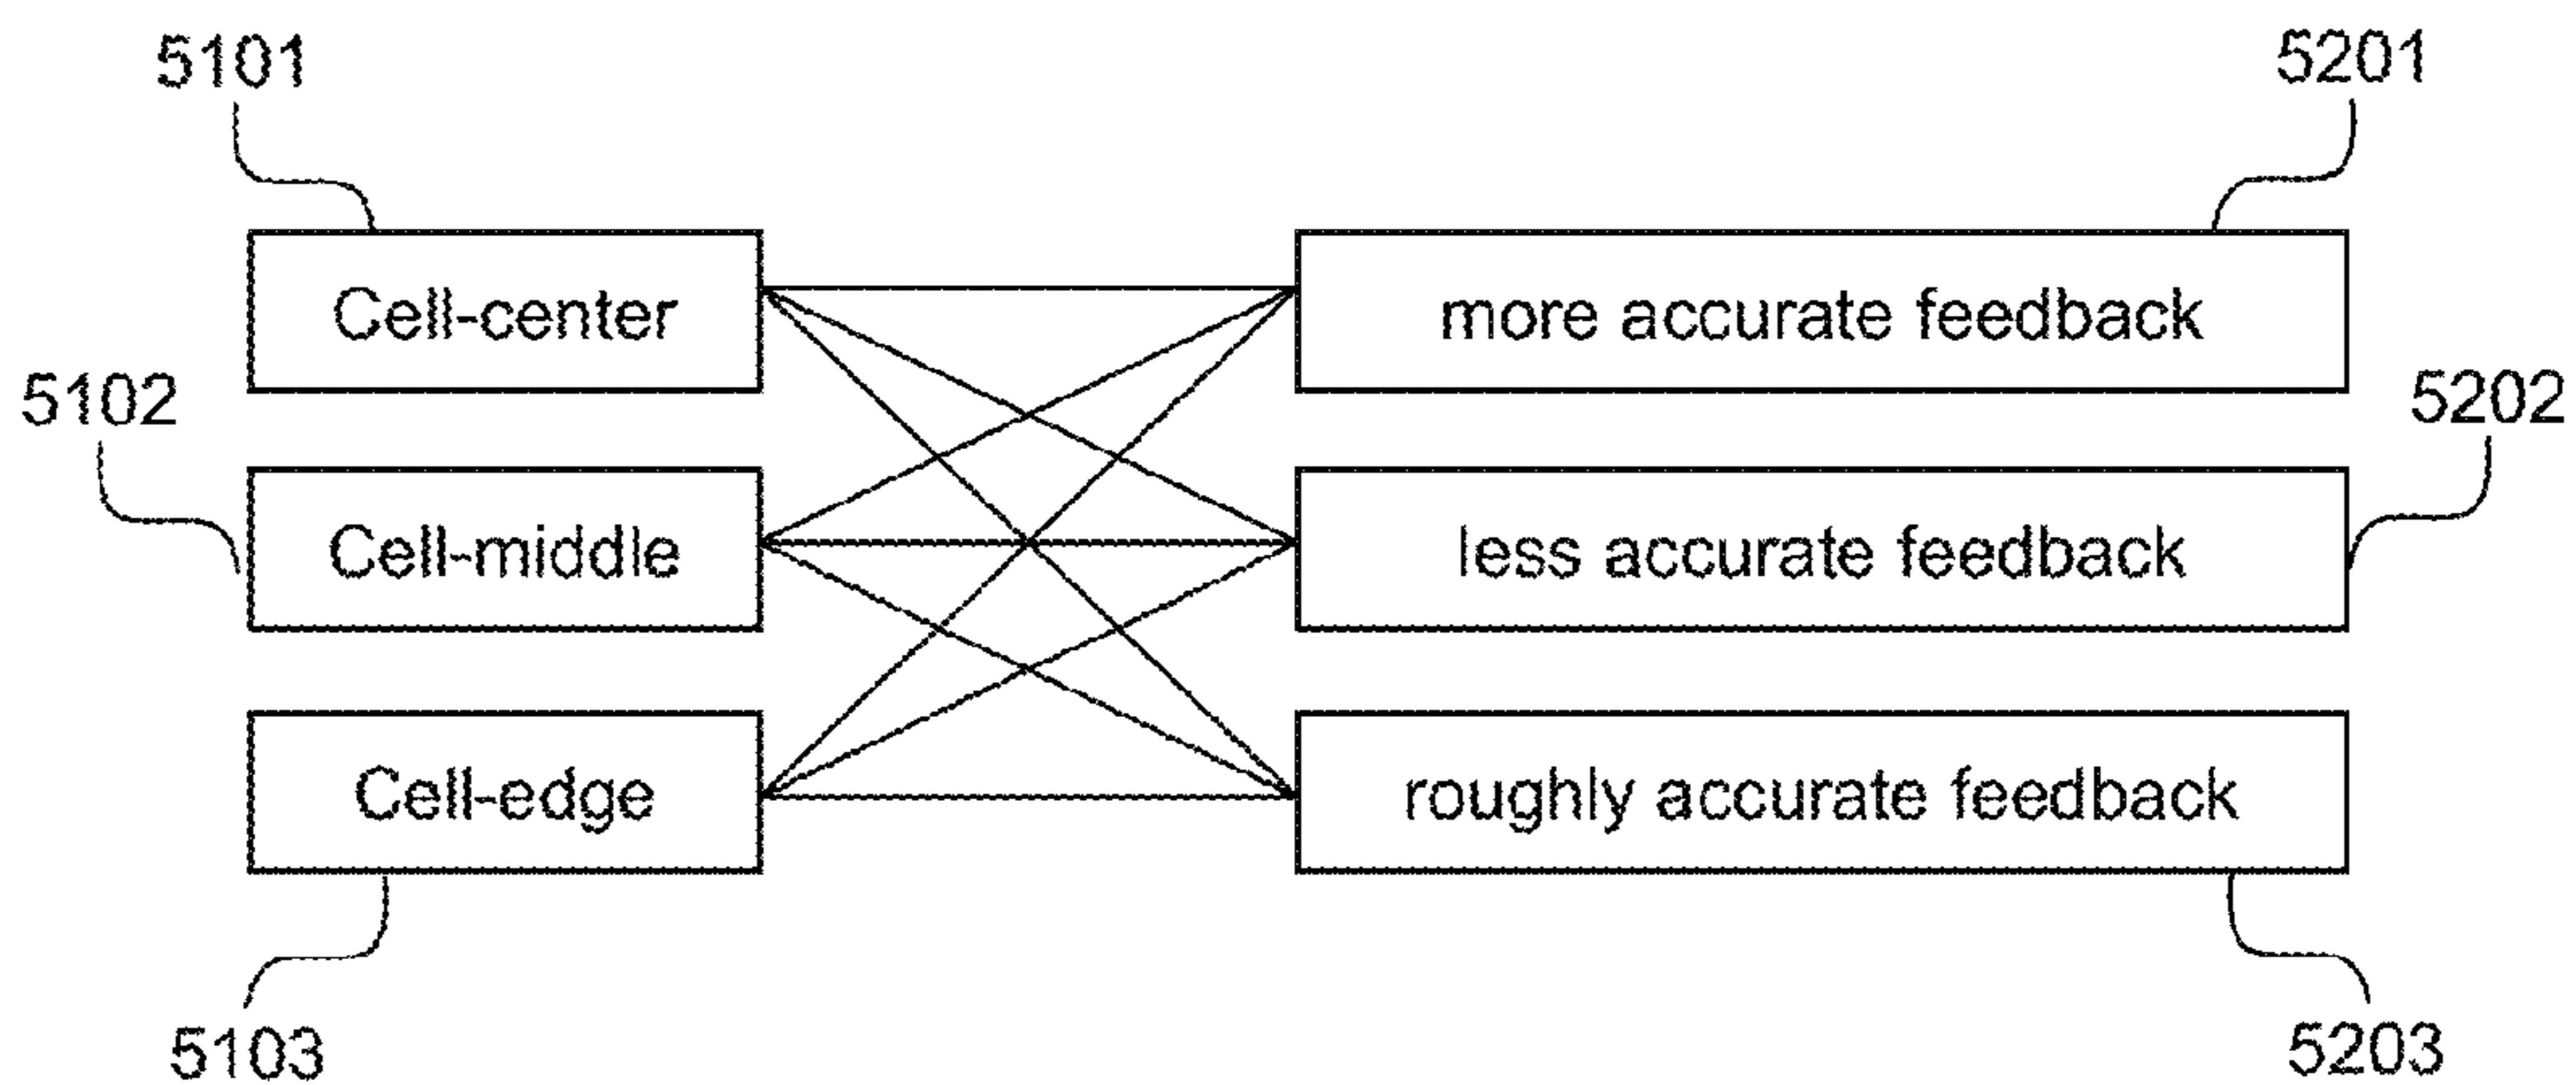 5101
5201
Cell-center
more accurate feedback
5102
5202
Cell-middle
less accurate feedback
Cell-edge
roughly accurate feedback
5103
5203